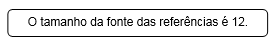 O tamanho da fonte das referências é 12.